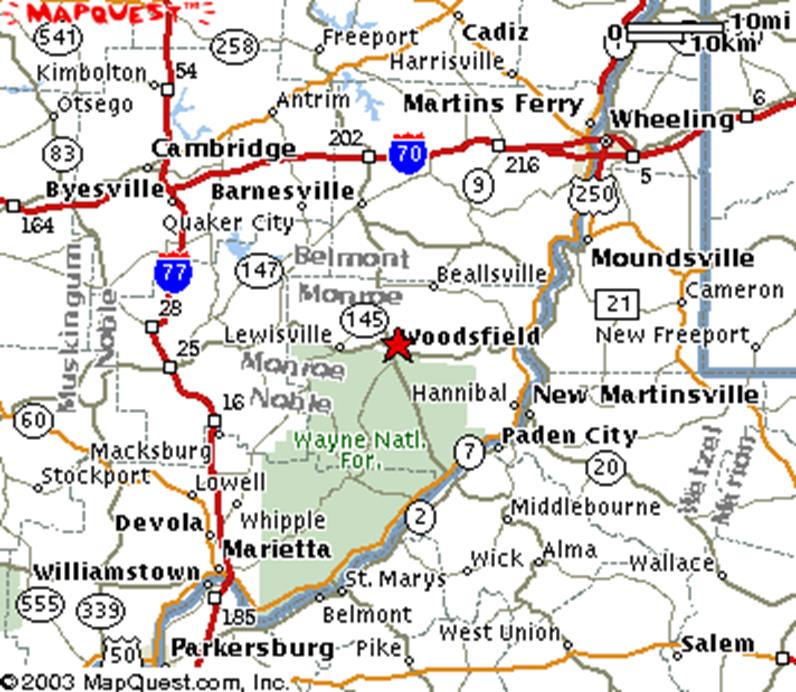 MAPQUEST™
541
258
Freeport
Cadiz
0
10mi
10km
Kimbolton
54
Harrisville
Otsego
Antrim
Martins Ferry
6
Wheeling
83
Cambridge
202
70
216
5
Byesville
Barnesville
9
250
164
Quaker City
Moundsville
77
147
Belmont
Monroe
Beallsville
Cameron
28
145
21
Muskingum
Noble
Lewisville
Woodsfield
New Freeport
25
Monroe
Noble
Hannibal
New Martinsville
16
60
Wayne Natl.
For.
Paden City
Macksburg
7
20
Wetzel
Marion
Stockport
Lowell
Devola
Whipple
2
Middlebourne
Marietta
Wick
Alma
Wallace
Williamstown
St. Marys
555
339
185
Belmont
50
Parkersburg
Pike
West Union
Salem
©2003 MapQuest.com, Inc.